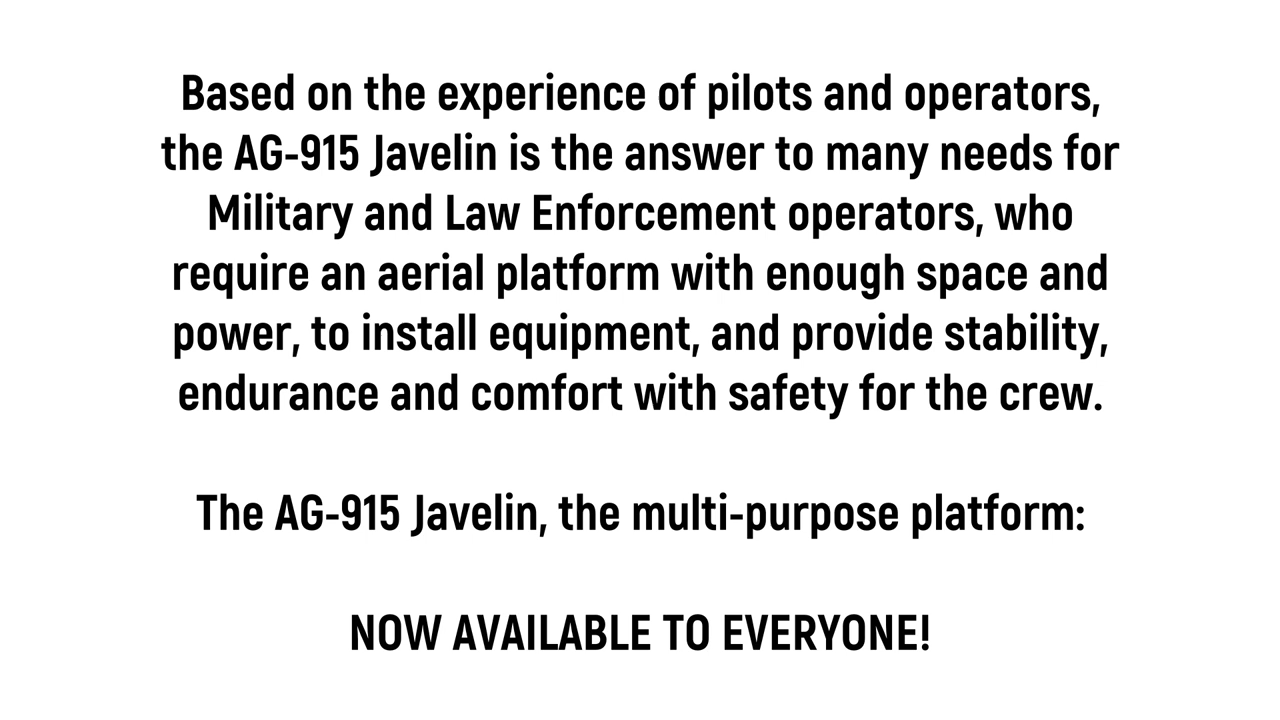 Based on the experience of pilots and operators,
the AG-915 Javelin is the answer to many needs for
Military and Law Enforcement operators, who
require an aerial platform with enough space and
power, to install equipment, and provide stability,
endurance and comfort with safety for the crew.
The AG-915 Javelin, the multi-purpose platform:
NOW AVAILABLE TO EVERYONE!